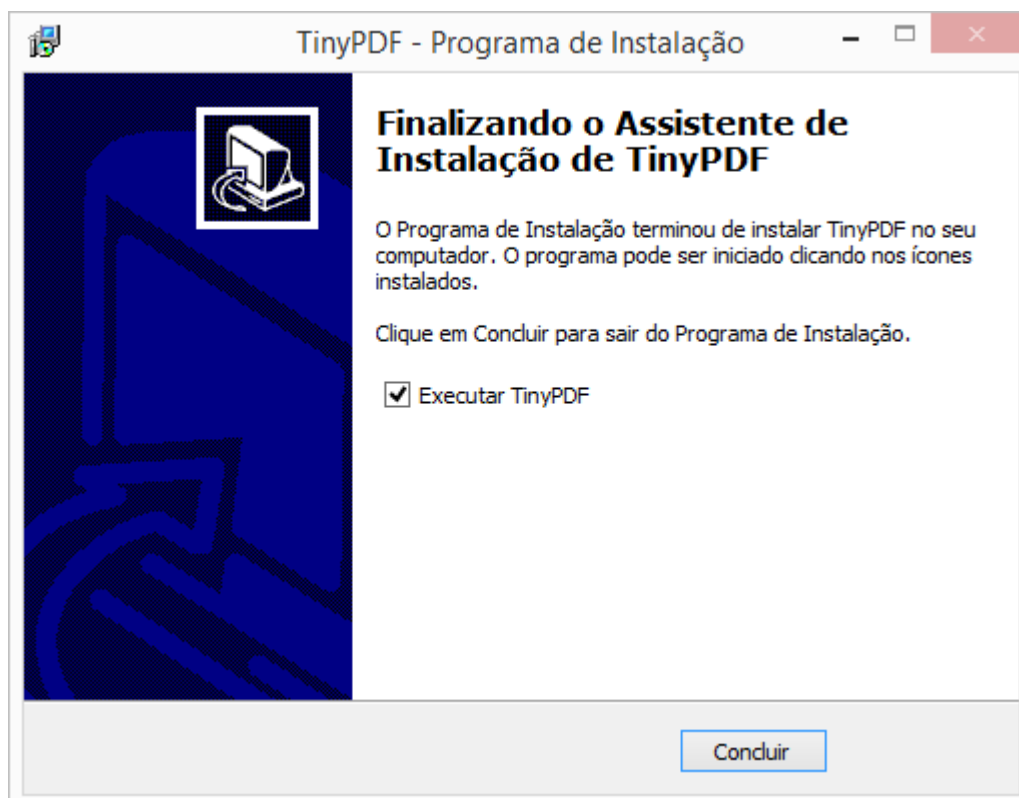 TinyPDF - Programa de Instalação
Finalizando o Assistente de
Instalação de TinyPDF
O Programa de Instalação terminou de instalar TinyPDF no seu
computador. O programa pode ser iniciado clicando nos ícones
instalados.
Clique em Concluir para sair do Programa de Instalação.
Executar TinyPDF
Concluir